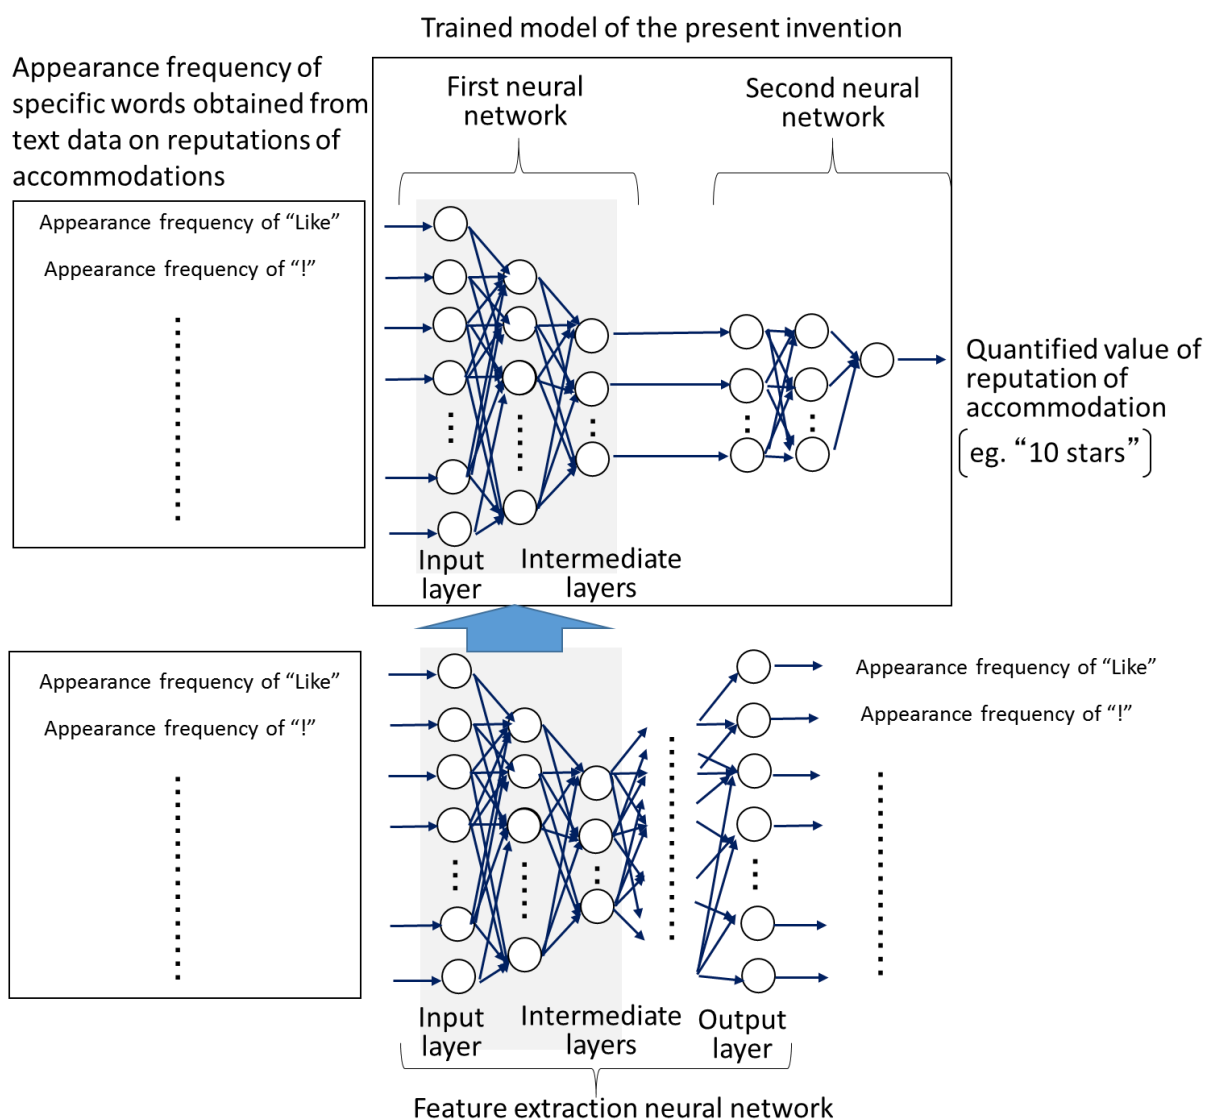 Trained model of the present invention
Appearance frequency of
specific words obtained from
text data on reputations of
accommodations
First neural
network
Second neural
network
Appearance frequency of “Like”
Appearance frequency of “!”
Quantified value of
reputation of
accommodation
eg. “10 stars”
Input
layer
Intermediate
layers
Appearance frequency of “Like”
Appearance frequency of “!”
Appearance frequency of “Like”
Appearance frequency of “!”
Input
layer
Intermediate
layers
Output
layer
Feature extraction neural network